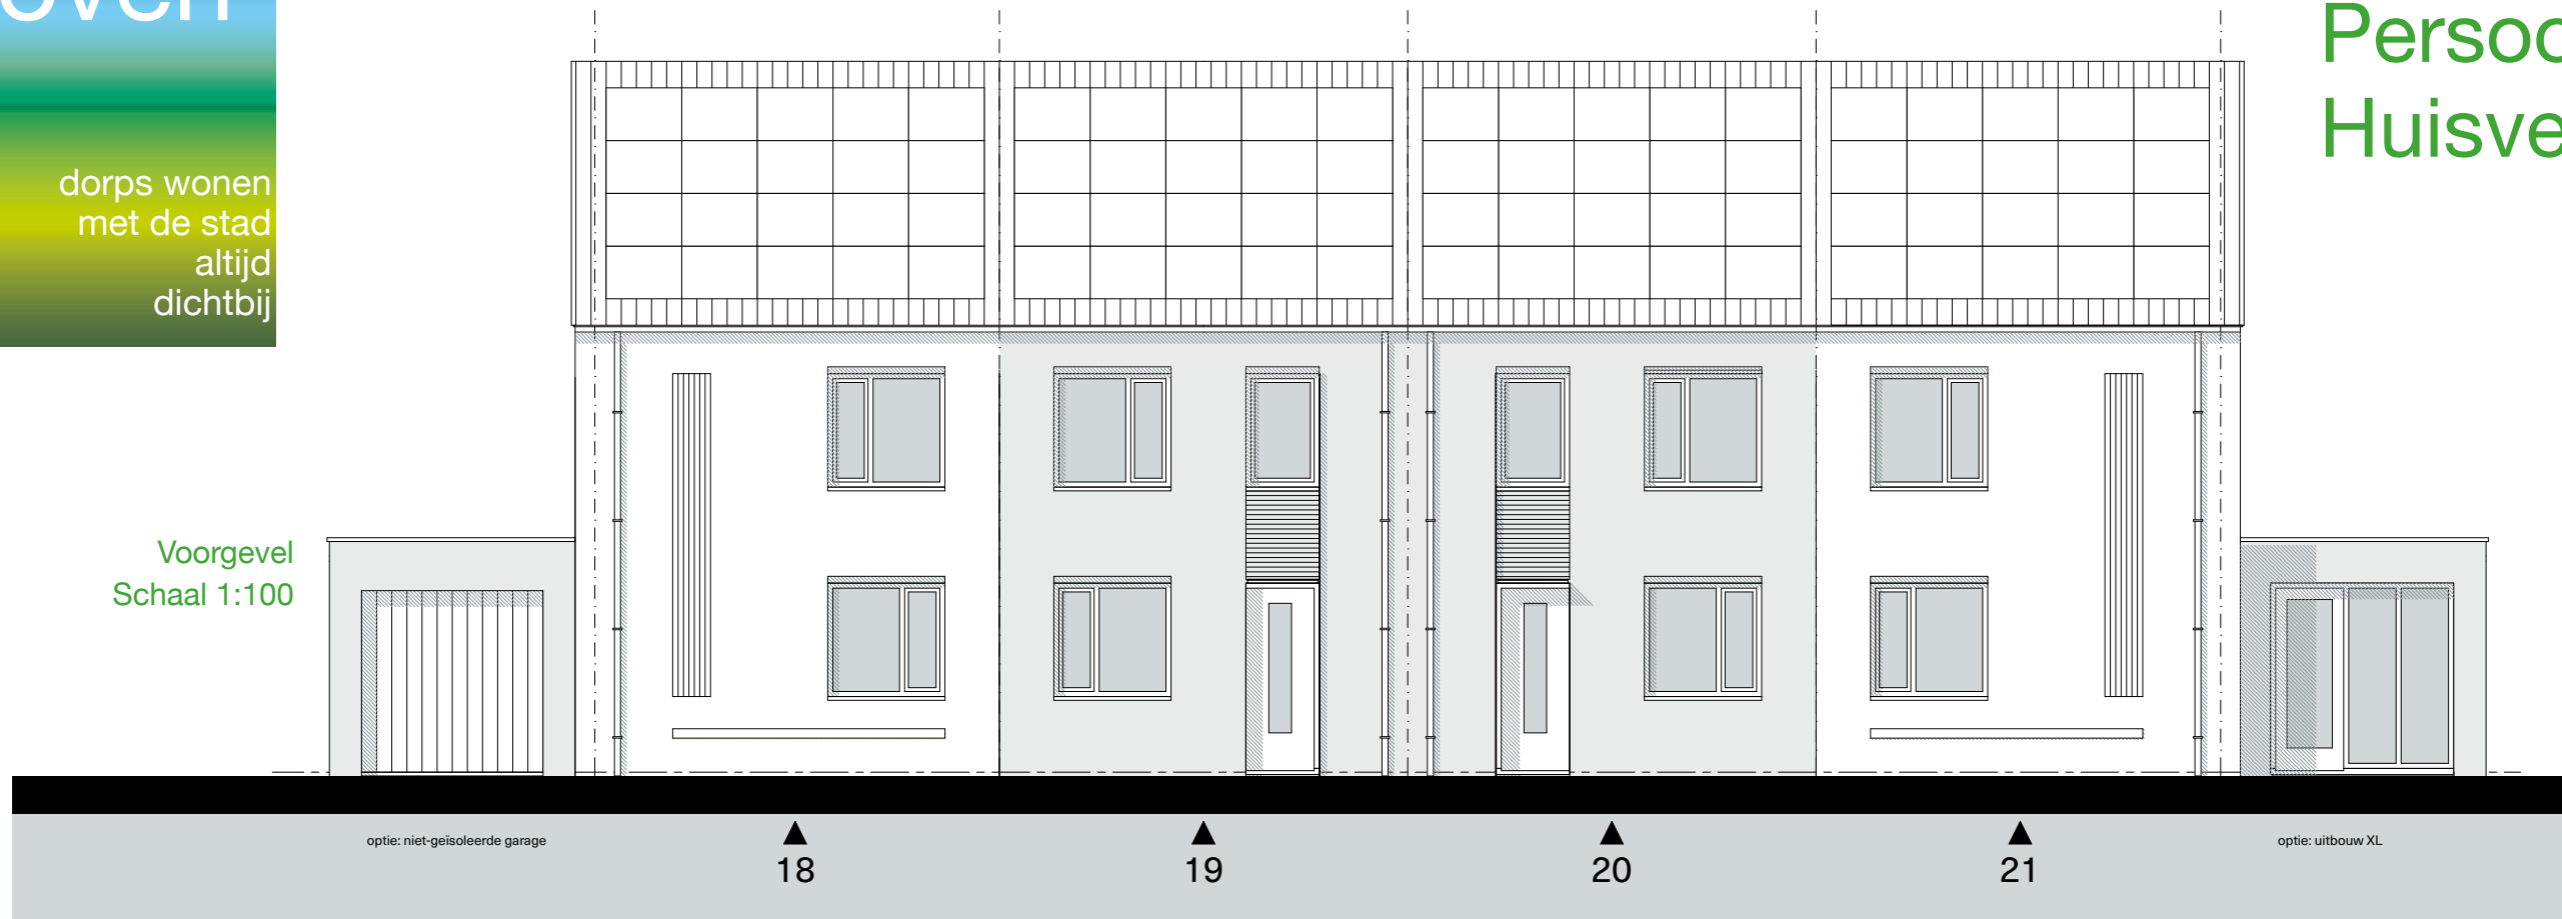 dorps wonen
met de stad
altijd
dichtbij
Voorgevel
Schaal 1:100
optie: niet-geïsoleerde garage
18
19
20
21
optie: uitbouw XL